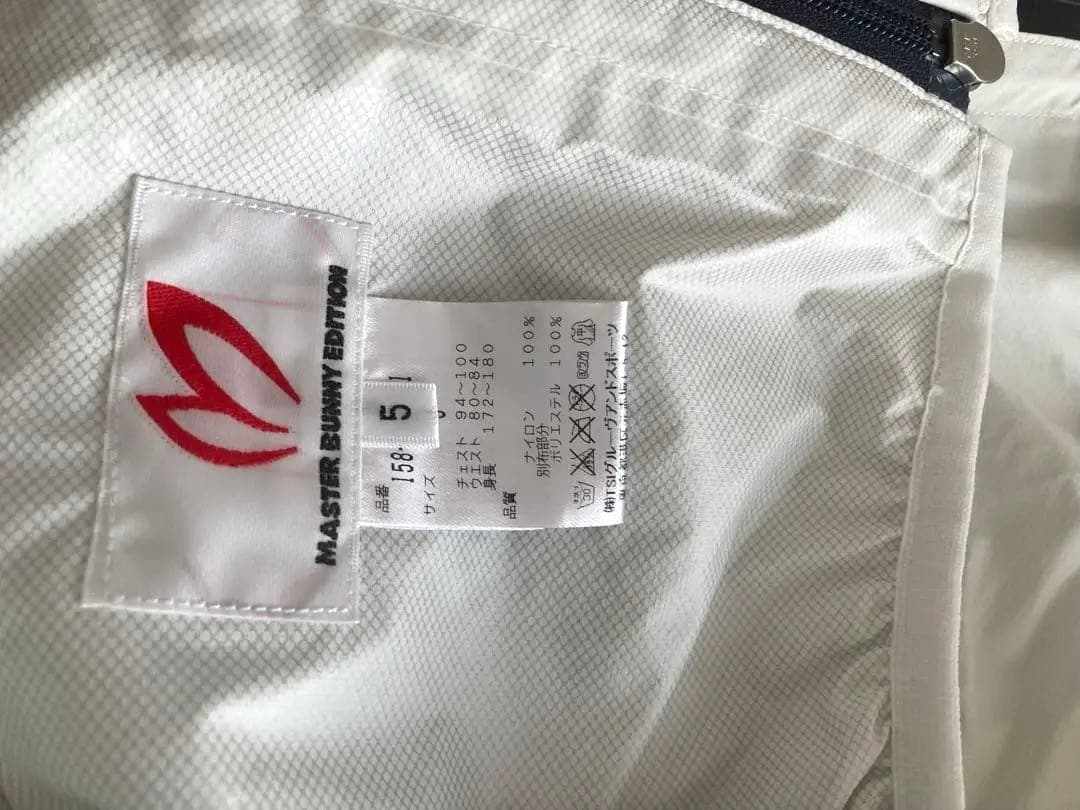 MASTER BUNNY EDITION
品番
158-
5
サイズ
チェスト 94～100
ウエスト 80～84
身長 172～180
品質
ナイロン 100%
別布部分
ポリエステル 100%
30
㈱TSIグルーヴアンドスポーツ